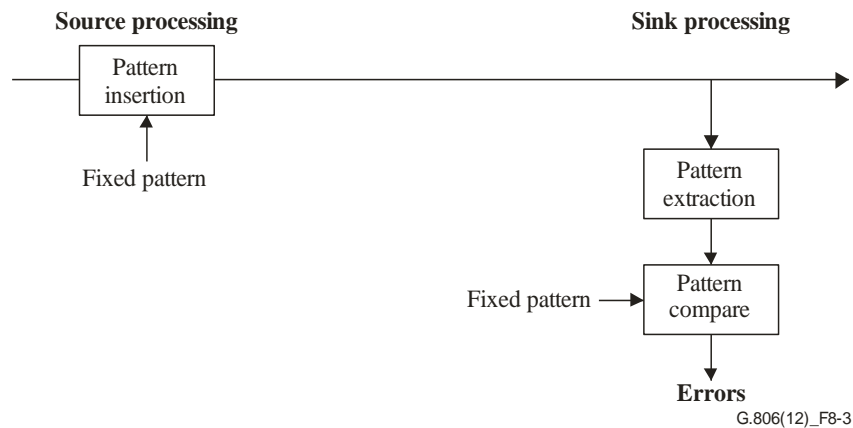 Source processing
Sink processing
Pattern
insertion
Fixed pattern
Pattern
extraction
Fixed pattern
Pattern
compare
Errors
G.806(12)_F8-3